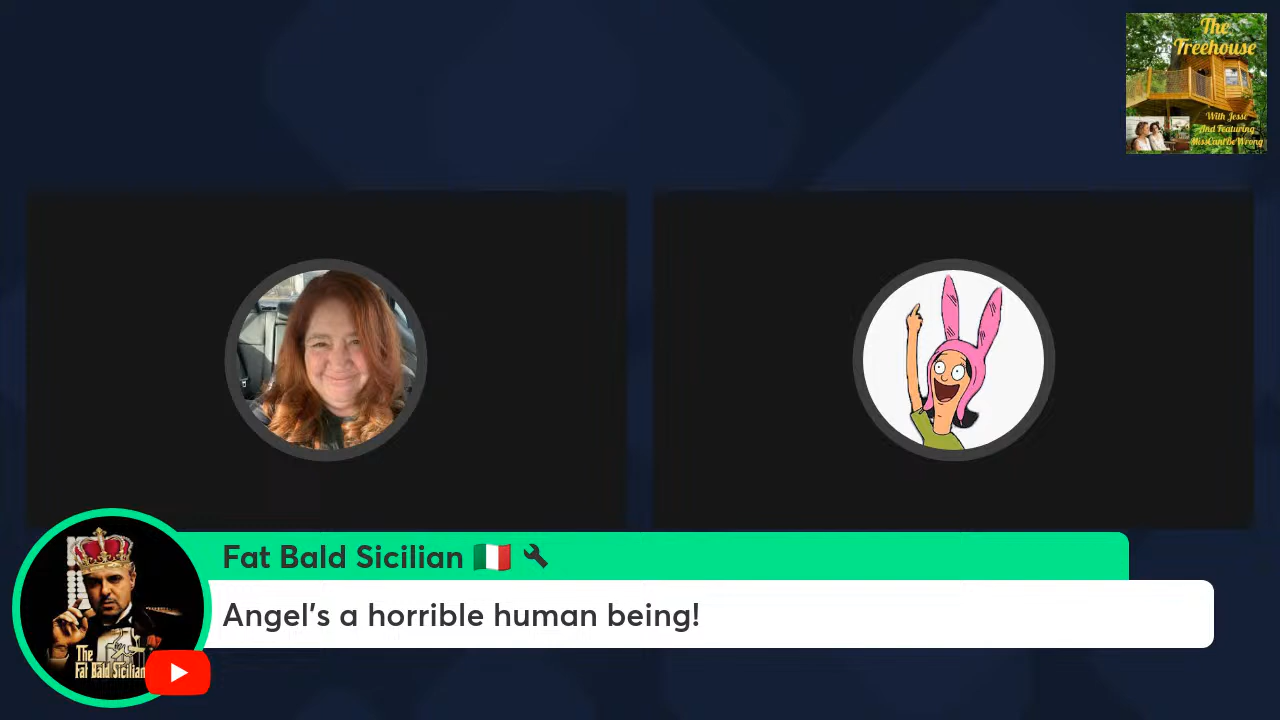 The
Treehouse
With Jesse
And Featuring
MissCantBeWrong
Fat Bald Sicilian 🇮🇹 🔧
Angel's a horrible human being!
The
Fat Bald Sicilian